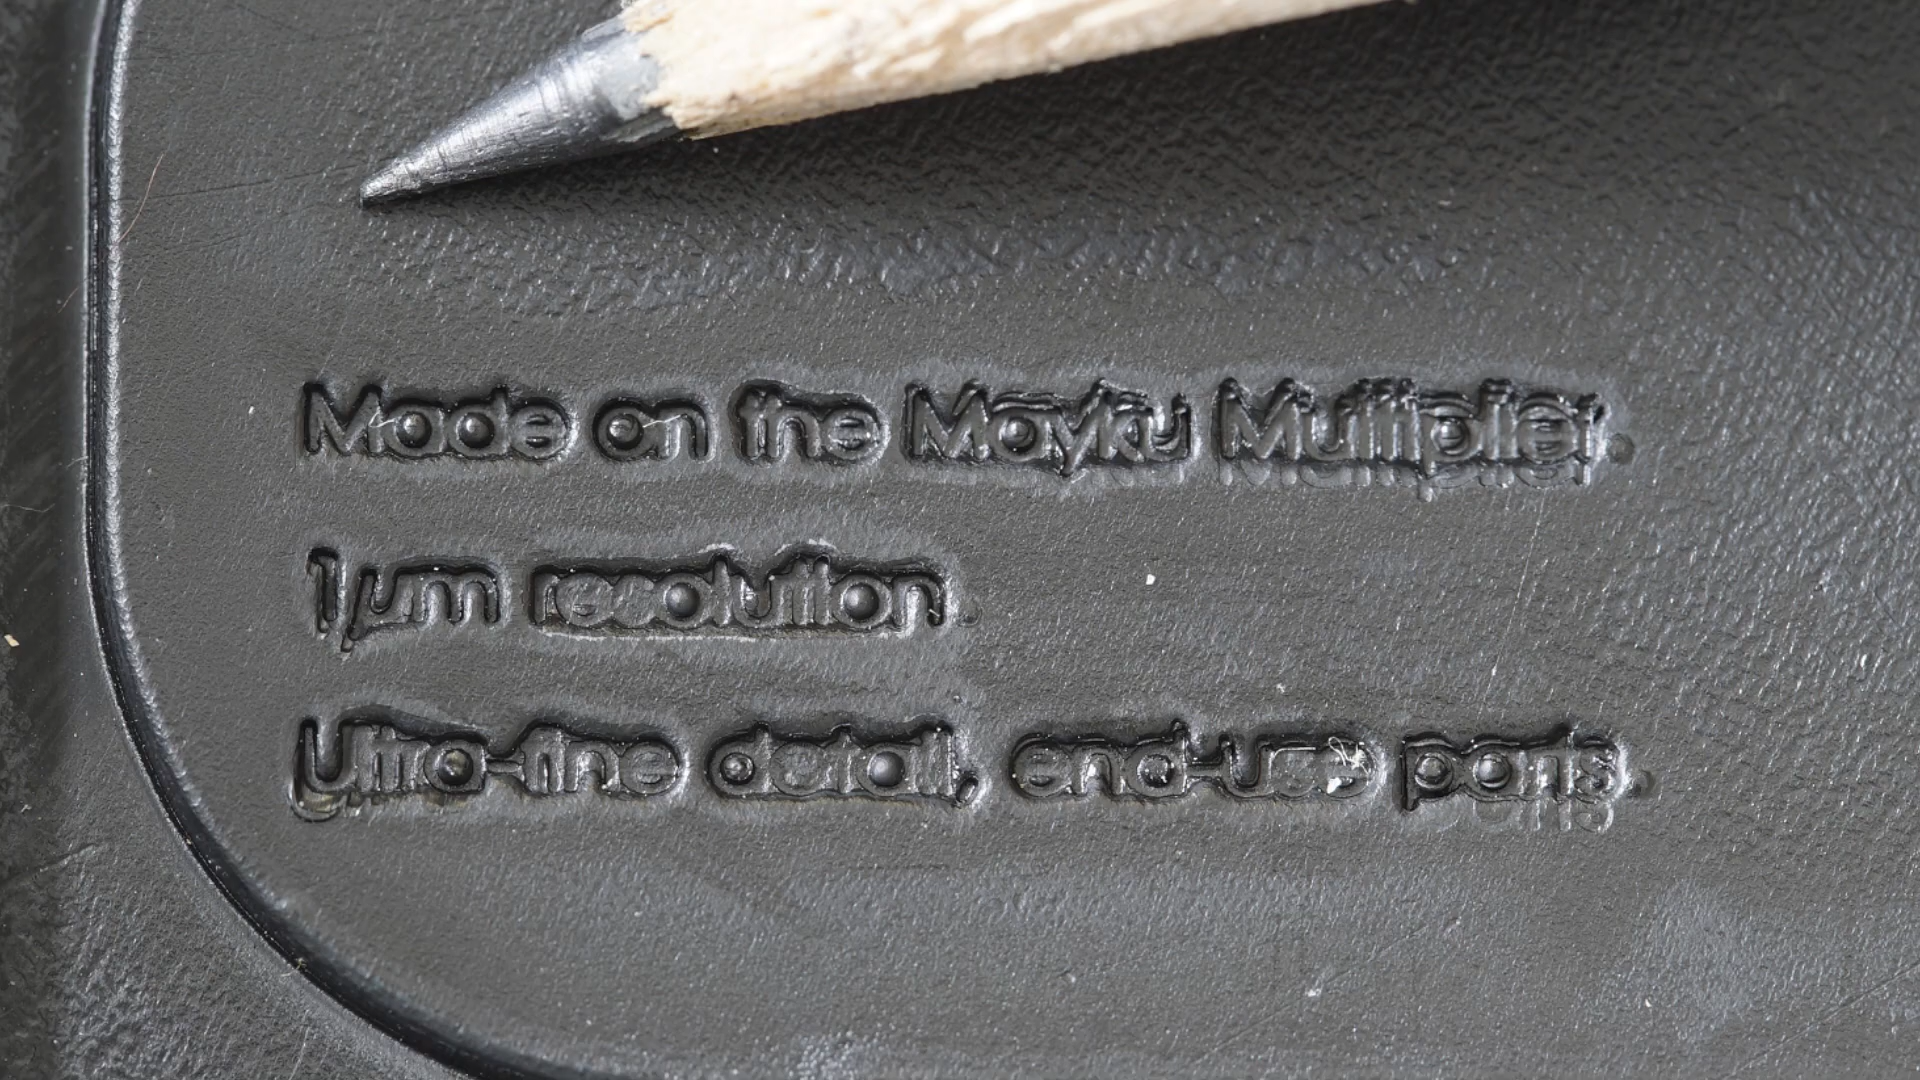 Made on the Mayku Multiplier.
1µm resolution.
Ultra-fine detail, end-use parts.